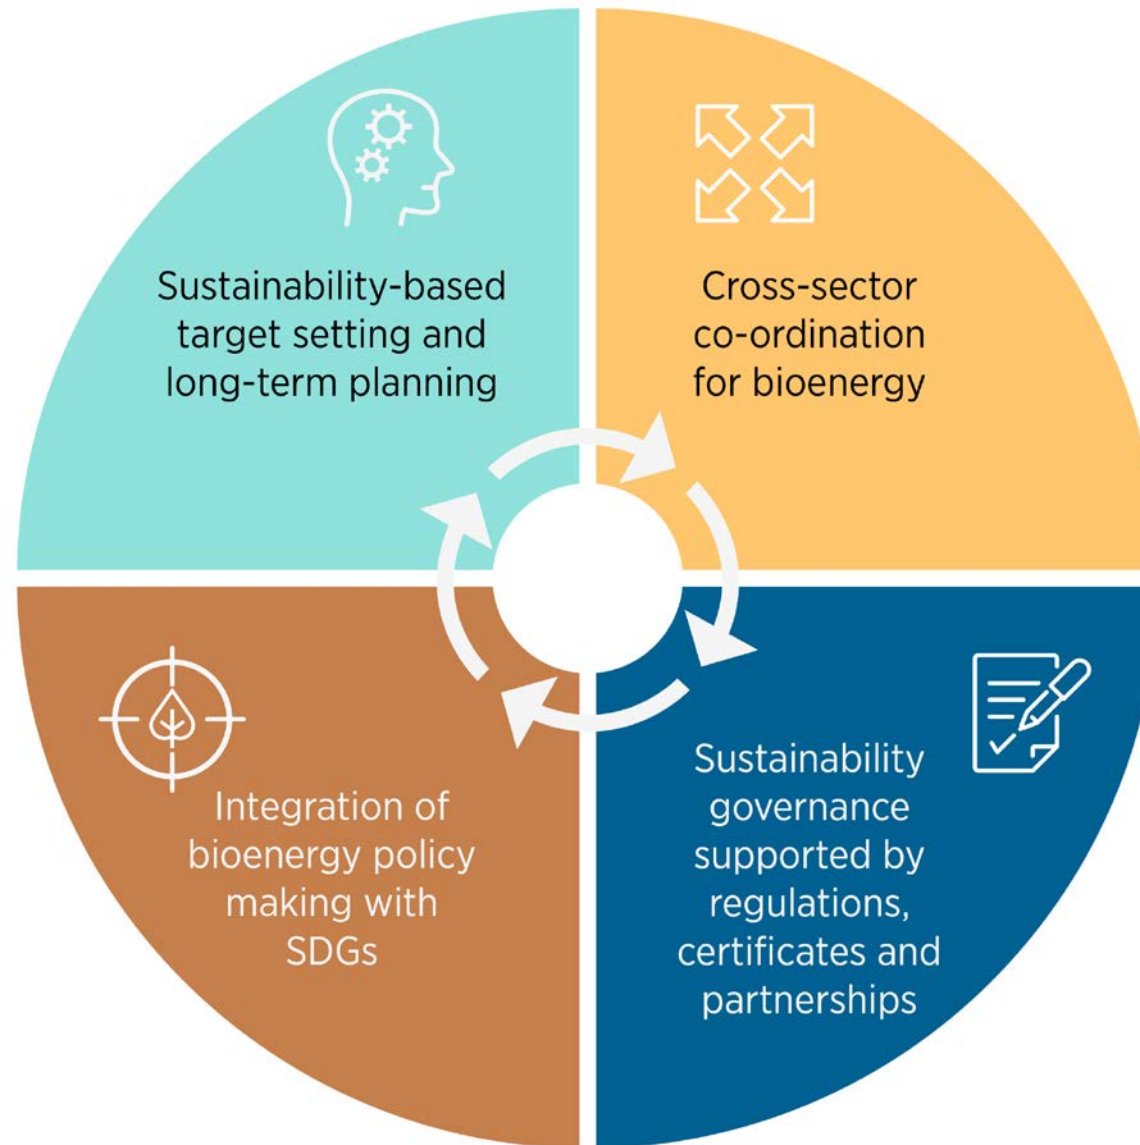 Sustainability-based
target setting and
long-term planning
Cross-sector
co-ordination
for bioenergy
Sustainability
governance
supported by
regulations,
certificates and
partnerships
Integration of
bioenergy policy
making with
SDGs